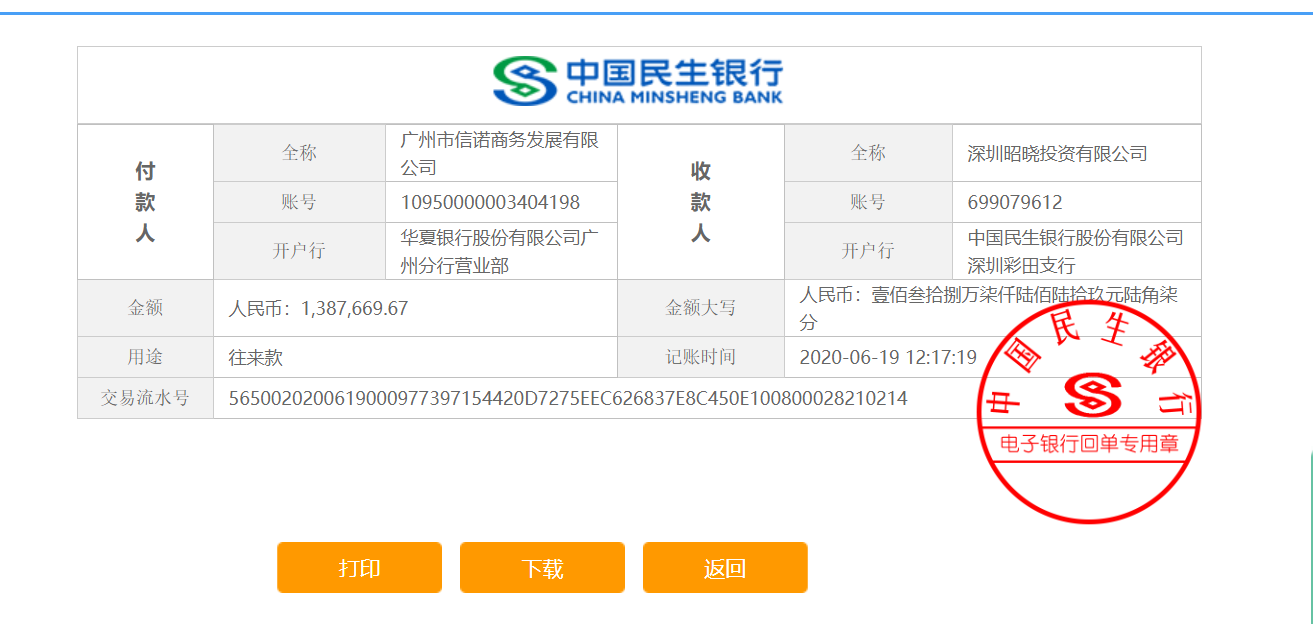 中国民生银行
CHINA MINSHENG BANK
付款人
全称
广州市信诺商务发展有限
公司
账号
10950000003404198
开户行
华夏银行股份有限公司广
州分行营业部
收款人
全称
深圳昭晓投资有限公司
账号
699079612
开户行
中国民生银行股份有限公司
深圳彩田支行
金额
人民币：1,387,669.67
金额大写
人民币：壹佰叁拾捌万柒仟陆佰陆拾玖元陆角柒
分
用途
往来款
记账时间
2020-06-19 12:17:19
交易流水号
565002020061900097739715442​0D7275EEC626837E8C450E100800028210214
中国民生银行
电子银行回单专用章
打印
下载
返回